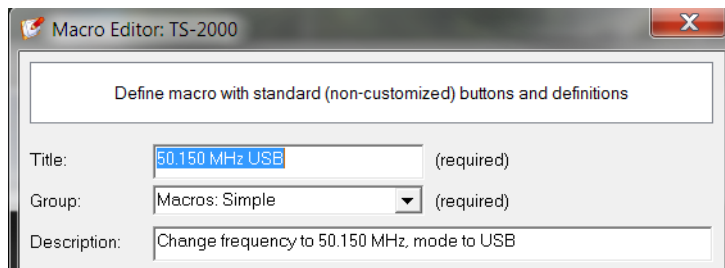 Macro Editor: TS-2000
Define macro with standard (non-customized) buttons and definitions
Title: 50.150 MHz USB (required)
Group: Macros: Simple (required)
Description: Change frequency to 50.150 MHz, mode to USB